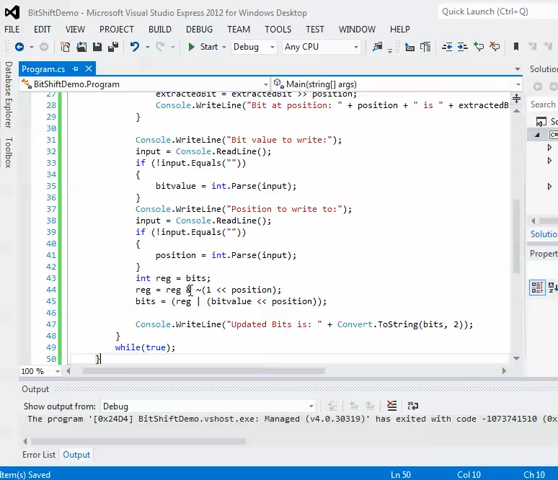 BitShiftDemo - Microsoft Visual Studio Express 2012 for Windows Desktop
Quick Launch (Ctrl+Q)
FILE EDIT VIEW PROJECT BUILD DEBUG TEAM TOOLS TEST WINDOW HELP
Start Debug Any CPU
Database Explorer
Toolbox
Program.cs
BitShiftDemo.Program Main(string[] args)
27 extractedBit = extractedBit >> position;
28 Console.WriteLine("Bit at position: " + position + " is " + extractedB
29 }
30
31 Console.WriteLine("Bit value to write:");
32 input = Console.ReadLine();
33 if (!input.Equals(""))
34 {
35 bitvalue = int.Parse(input);
36 }
37 Console.WriteLine("Position to write to:");
38 input = Console.ReadLine();
39 if (!input.Equals(""))
40 {
41 position = int.Parse(input);
42 }
43 int reg = bits;
44 reg = reg & ~(1 << position);
45 bits = (reg | (bitvalue << position));
46
47 Console.WriteLine("Updated Bits is: " + Convert.ToString(bits, 2));
48 }
49 while(true);
50 }
100 %
Solutio
Propert
Output
Show output from: Debug
The program '[0x24D4] BitShiftDemo.vshost.exe: Managed (v4.0.30319)' has exited with code -1073741510 (0x
Error List Output
Item(s) Saved Ln 50 Col 10